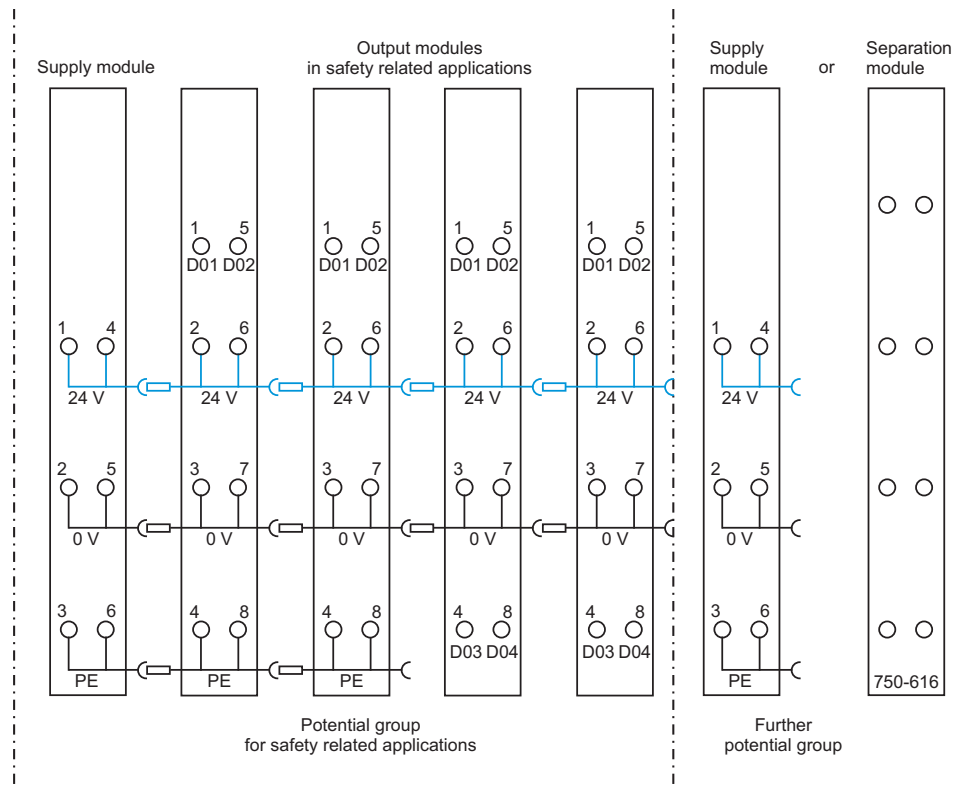 Supply module
Output modules
in safety related applications
Supply
module
or
Separation
module
1 5 1 5 1 5 1 5
D01 D02 D01 D02 D01 D02 D01 D02
1 4 2 6 2 6 2 6 2 6 1 4
24 V 24 V 24 V 24 V 24 V 24 V
2 5 3 7 3 7 3 7 3 7 2 5
0 V 0 V 0 V 0 V 0 V 0 V
3 6 4 8 4 8 4 8 4 8 3 6
D03 D04 D03 D04
PE PE PE PE 750-616
Potential group
for safety related applications
Further
potential group